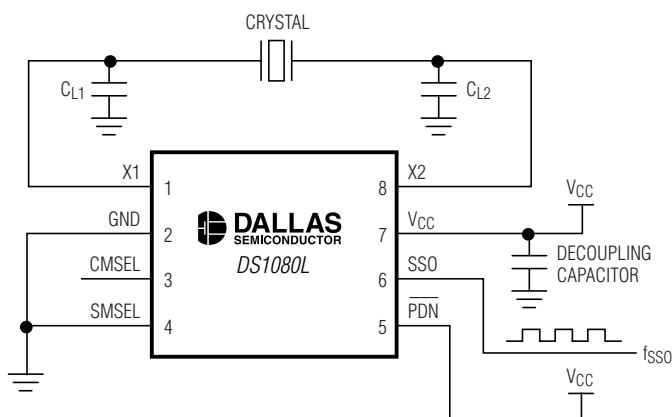 CRYSTAL
CL1
CL2
X1
1
8
X2
VCC
GND
2
DALLAS
SEMICONDUCTOR
7
VCC
DECOUPLING
CAPACITOR
CMSEL
3
DS1080L
6
SSO
SMSEL
4
5
PDN
fSSO
VCC